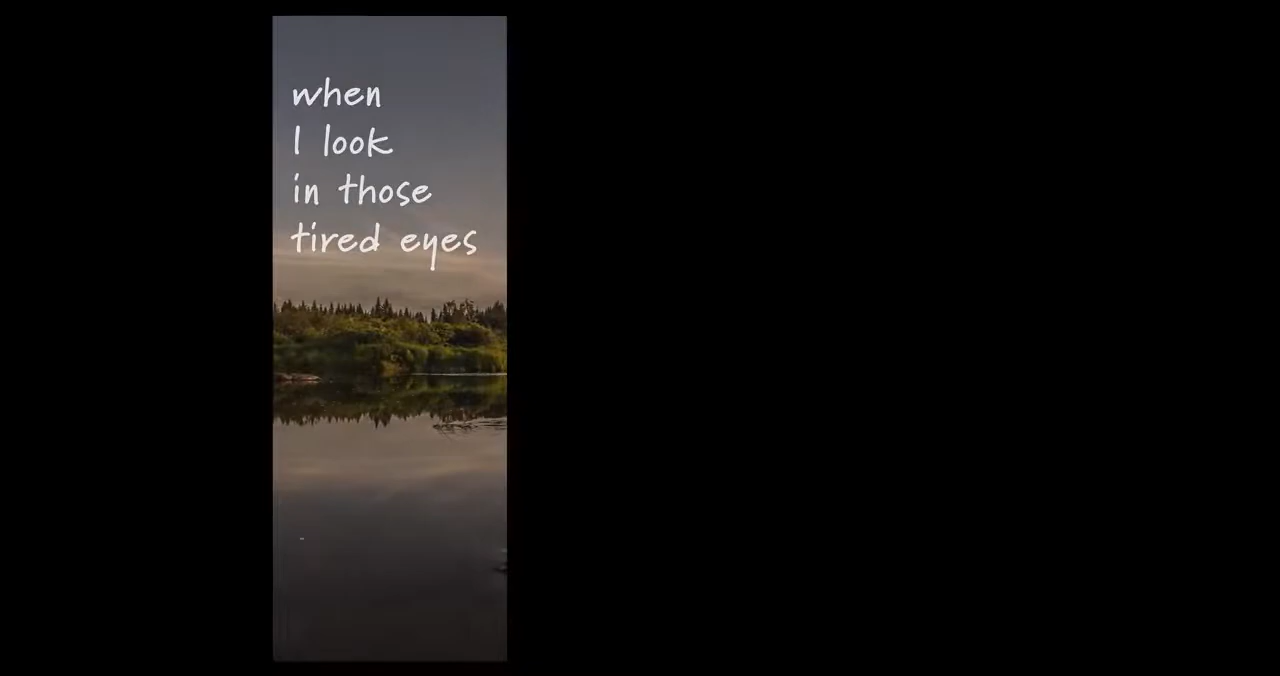 when
I look
in those
tired eyes